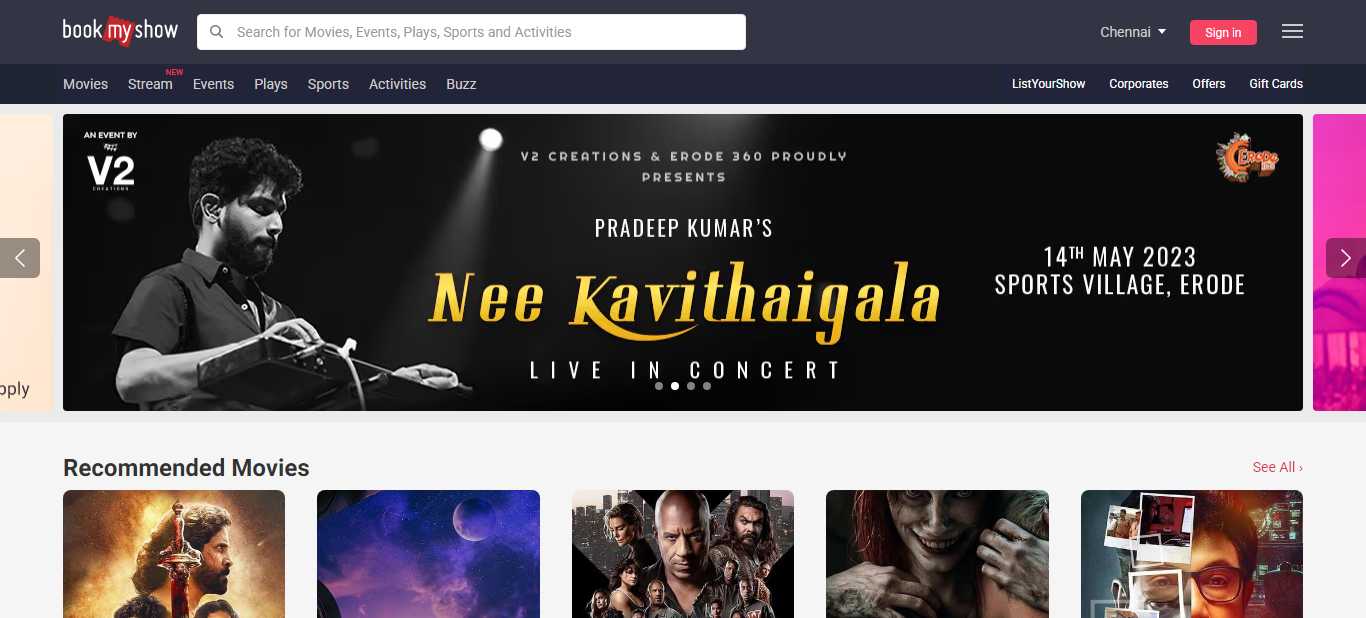 book my show
Search for Movies, Events, Plays, Sports and Activities
Chennai
Sign in
Movies
Stream
NEW
Events
Plays
Sports
Activities
Buzz
ListYourShow
Corporates
Offers
Gift Cards
AN EVENT BY
V2
CREATIONS
V2 CREATIONS & ERODE 360 PROUDLY
PRESENTS
PRADEEP KUMAR'S
Nee Kavithaigala
LIVE IN CONCERT
Erode
14TH MAY 2023
SPORTS VILLAGE, ERODE
pply
Recommended Movies
See All ›